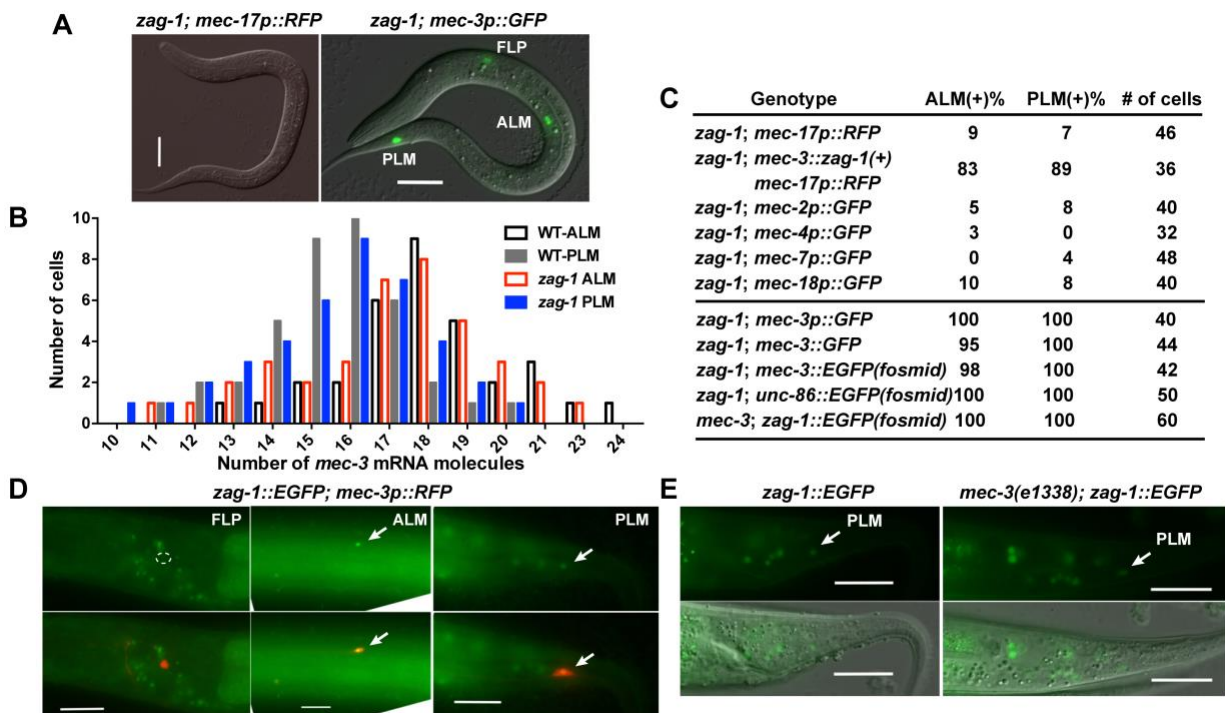 A
zag-1; mec-17p::RFP
zag-1; mec-3p::GFP
FLP
ALM
PLM
B
10
8
6
4
2
0
Number of cells
WT-ALM
WT-PLM
zag-1 ALM
zag-1 PLM
10 11 12 13 14 15 16 17 18 19 20 21 23 24
Number of mec-3 mRNA molecules
C
Genotype ALM(+)% PLM(+)% # of cells
zag-1; mec-17p::RFP 9 7 46
zag-1; mec-3::zag-1(+)
mec-17p::RFP 83 89 36
zag-1; mec-2p::GFP 5 8 40
zag-1; mec-4p::GFP 3 0 32
zag-1; mec-7p::GFP 0 4 48
zag-1; mec-18p::GFP 10 8 40
zag-1; mec-3p::GFP 100 100 40
zag-1; mec-3::GFP 95 100 44
zag-1; mec-3::EGFP(fosmid) 98 100 42
zag-1; unc-86::EGFP(fosmid) 100 100 50
mec-3; zag-1::EGFP(fosmid) 100 100 60
D
zag-1::EGFP; mec-3p::RFP
FLP
ALM
PLM
E
zag-1::EGFP
mec-3(e1338); zag-1::EGFP
PLM
PLM